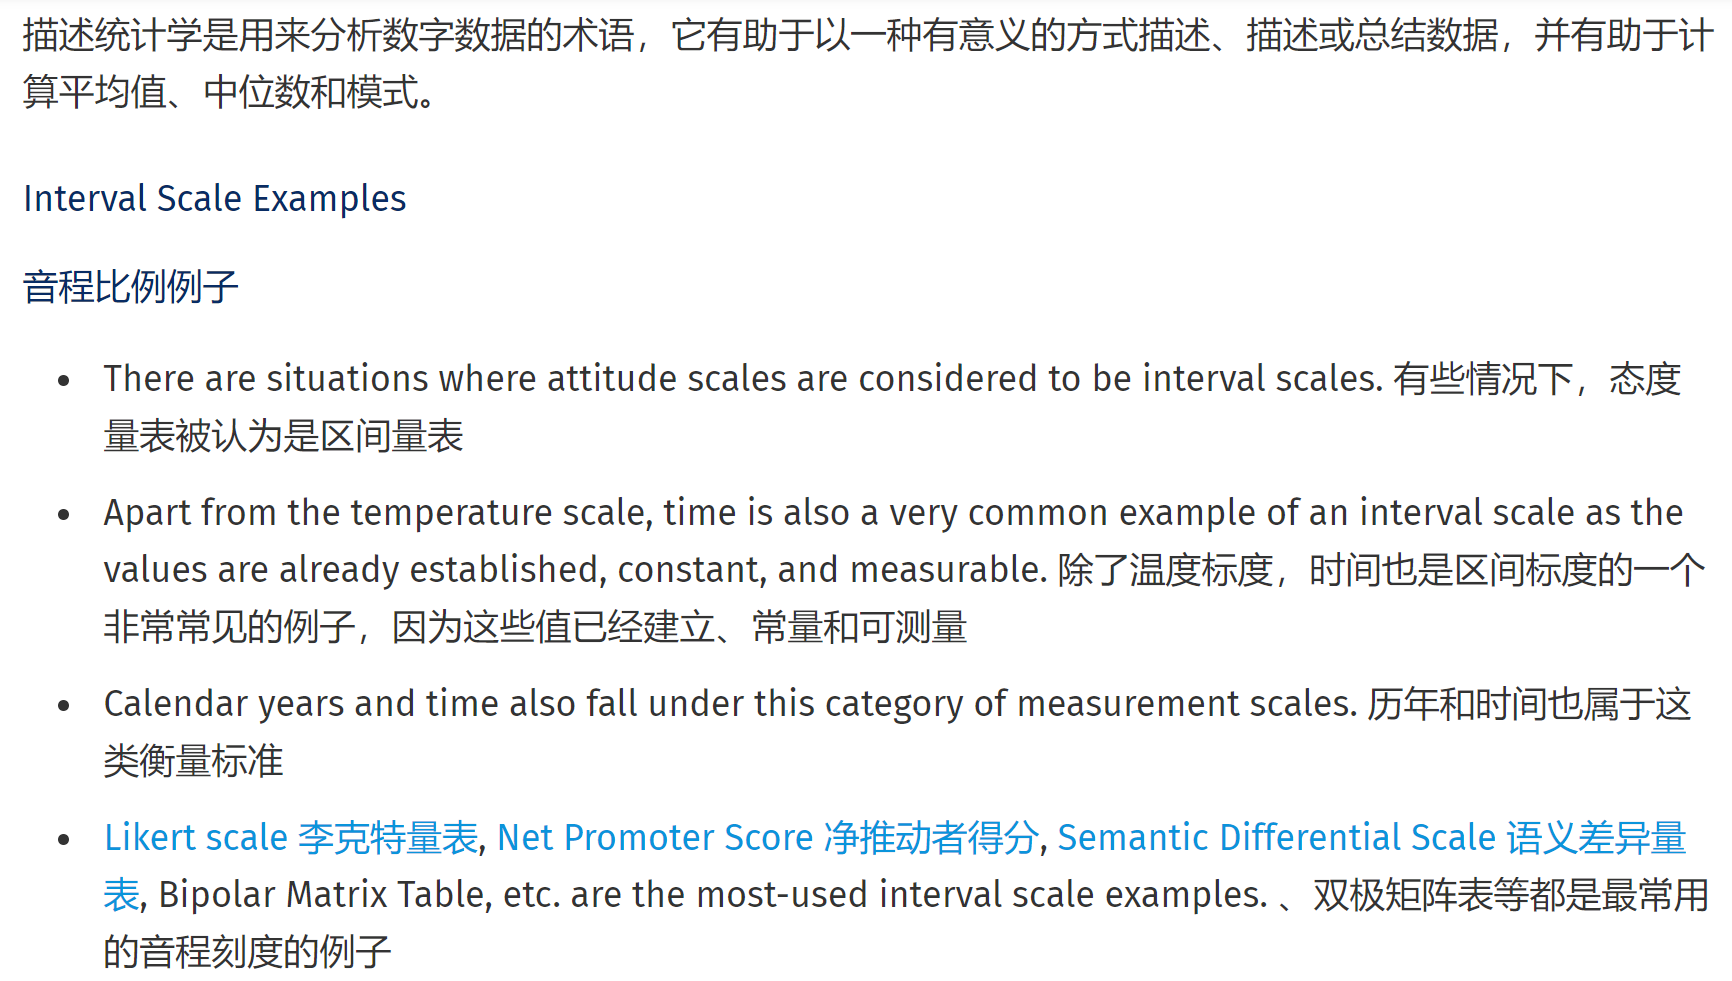 描述统计学是用来分析数字数据的术语，它有助于以一种有意义的方式描述、描述或总结数据，并有助于计
算平均值、中位数和模式。
Interval Scale Examples
音程比例例子
• There are situations where attitude scales are considered to be interval scales. 有些情况下，态度
量表被认为是区间量表
• Apart from the temperature scale, time is also a very common example of an interval scale as the
values are already established, constant, and measurable. 除了温度标度，时间也是区间标度的一个
非常常见的例子，因为这些值已经建立、常量和可测量
• Calendar years and time also fall under this category of measurement scales. 历年和时间也属于这
类衡量标准
• Likert scale 李克特量表, Net Promoter Score 净推动者得分, Semantic Differential Scale 语义差异量
表, Bipolar Matrix Table, etc. are the most-used interval scale examples. 、双极矩阵表等都是最常用
的音程刻度的例子